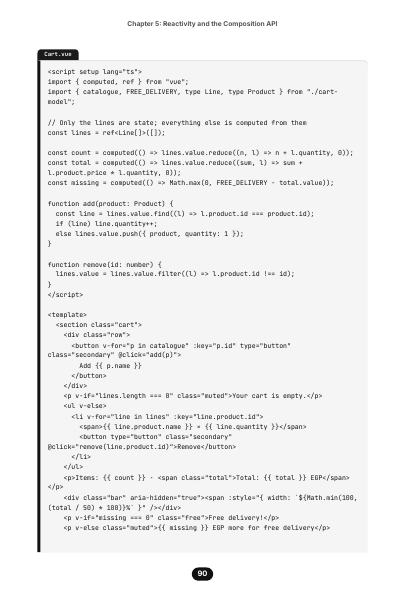 Chapter 5: Reactivity and the Composition API
Cart.vue
<script setup lang="ts">
import { computed, ref } from "vue";
import { catalogue, FREE_DELIVERY, type Line, type Product } from "./cart-
model";

// Only the lines are state; everything else is computed from them
const lines = ref<Line[]>([]);

const count = computed(() => lines.value.reduce((n, l) => n + l.quantity, 0));
const total = computed(() => lines.value.reduce((sum, l) => sum +
l.product.price * l.quantity, 0));
const missing = computed(() => Math.max(0, FREE_DELIVERY - total.value));

function add(product: Product) {
  const line = lines.value.find((l) => l.product.id === product.id);
  if (line) line.quantity++;
  else lines.value.push({ product, quantity: 1 });
}

function remove(id: number) {
  lines.value = lines.value.filter((l) => l.product.id !== id);
}
</script>

<template>
  <section class="cart">
    <div class="row">
      <button v-for="p in catalogue" :key="p.id" type="button"
class="secondary" @click="add(p)">
        Add {{ p.name }}
      </button>
    </div>
    <p v-if="lines.length === 0" class="muted">Your cart is empty.</p>
    <ul v-else>
      <li v-for="line in lines" :key="line.product.id">
        <span>{{ line.product.name }} × {{ line.quantity }}</span>
        <button type="button" class="secondary"
@click="remove(line.product.id)">Remove</button>
      </li>
    </ul>
    <p>Items: {{ count }} · <span class="total">Total: {{ total }} EGP</span>
</p>
    <div class="bar" aria-hidden="true"><span :style="{ width: `${Math.min(100,
(total / 50) * 100)}%` }" /></div>
    <p v-if="missing === 0" class="free">Free delivery!</p>
    <p v-else class="muted">{{ missing }} EGP more for free delivery</p>
90